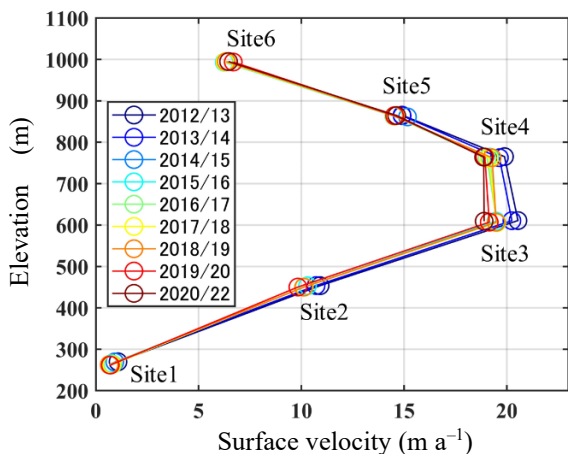 1100
1000
900
800
700
600
500
400
300
200
Elevation (m)
Site6
Site5
Site4
Site3
Site2
Site1
2012/13
2013/14
2014/15
2015/16
2016/17
2017/18
2018/19
2019/20
2020/22
0 5 10 15 20
Surface velocity (m a⁻¹)